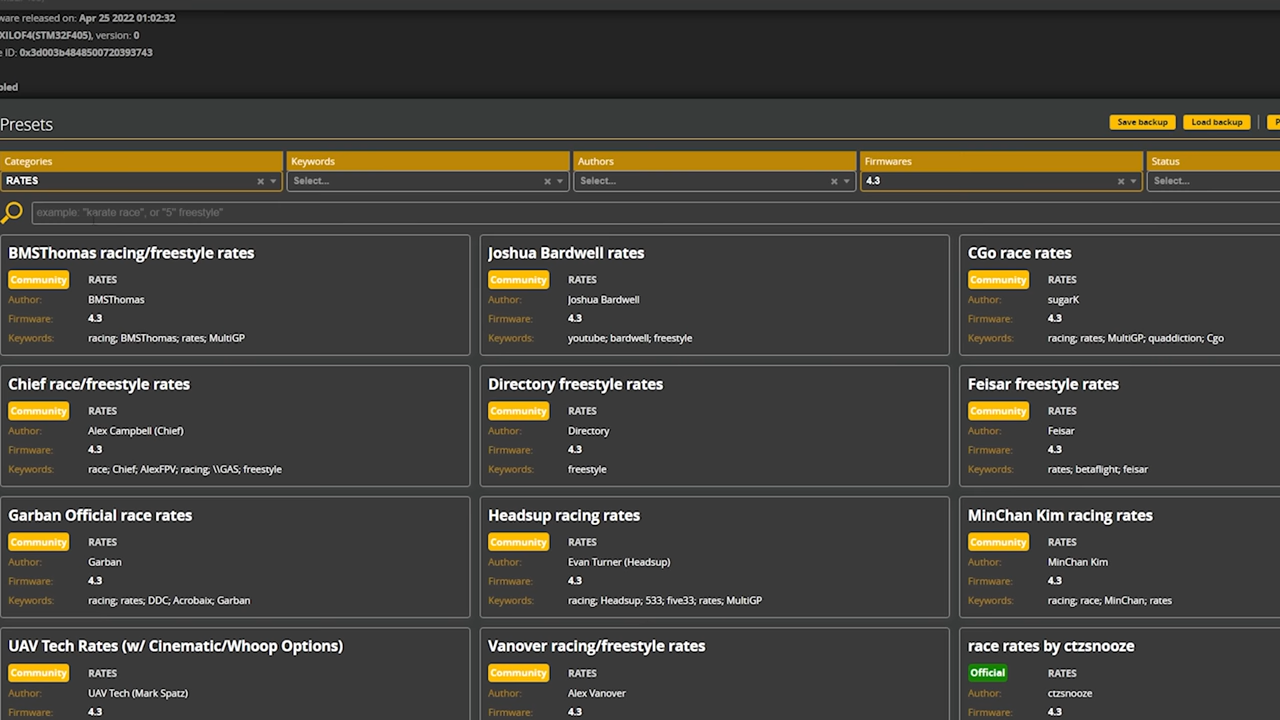 ware released on: Apr 25 2022 01:02:32
XILOF4(STM32F405), version: 0
e ID: 0x3d003b4848500720393743
bled
Presets
Save backup Load backup
Categories Keywords Authors Firmwares Status
RATES Select... Select... 4.3 Select...
example: "karate race", or "5" freestyle"
BMSThomas racing/freestyle rates
Community RATES
Author: BMSThomas
Firmware: 4.3
Keywords: racing; BMSThomas; rates; MultiGP
Joshua Bardwell rates
Community RATES
Author: Joshua Bardwell
Firmware: 4.3
Keywords: youtube; bardwell; freestyle
CGo race rates
Community RATES
Author: sugarK
Firmware: 4.3
Keywords: racing; rates; MultiGP; quaddiction; Cgo
Chief race/freestyle rates
Community RATES
Author: Alex Campbell (Chief)
Firmware: 4.3
Keywords: race; Chief; AlexFPV; racing; \\GAS; freestyle
Directory freestyle rates
Community RATES
Author: Directory
Firmware: 4.3
Keywords: freestyle
Feisar freestyle rates
Community RATES
Author: Feisar
Firmware: 4.3
Keywords: rates; betaflight; feisar
Garban Official race rates
Community RATES
Author: Garban
Firmware: 4.3
Keywords: racing; rates; DDC; Acrobaix; Garban
Headsup racing rates
Community RATES
Author: Evan Turner (Headsup)
Firmware: 4.3
Keywords: racing; Headsup; 533; five33; rates; MultiGP
MinChan Kim racing rates
Community RATES
Author: MinChan Kim
Firmware: 4.3
Keywords: racing; race; MinChan; rates
UAV Tech Rates (w/ Cinematic/Whoop Options)
Community RATES
Author: UAV Tech (Mark Spatz)
Firmware: 4.3
Vanover racing/freestyle rates
Community RATES
Author: Alex Vanover
Firmware: 4.3
race rates by ctzsnooze
Official RATES
Author: ctzsnooze
Firmware: 4.3